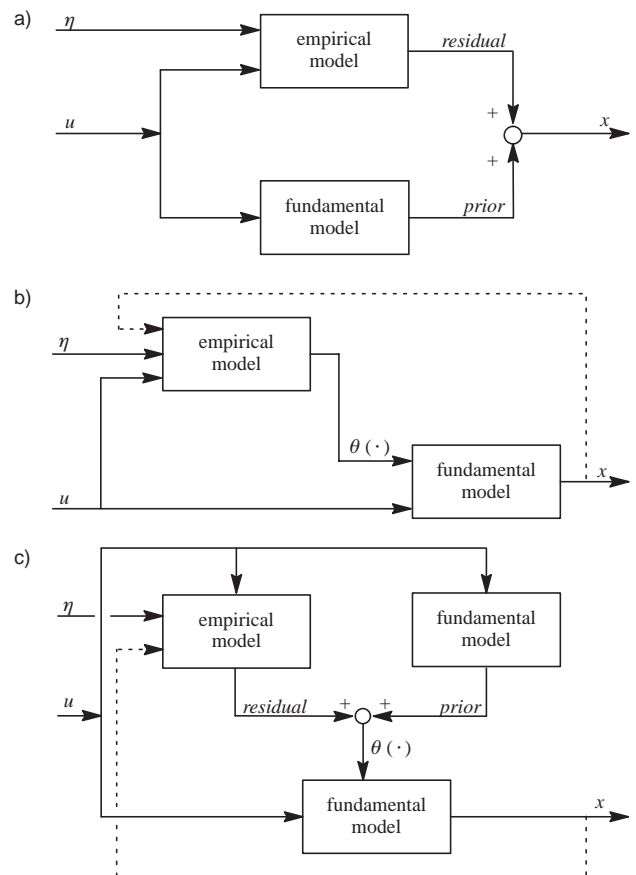 a)
η
empirical
model
residual
u
+
x
+
fundamental
model
prior
b)
η
empirical
model
θ ( · )
fundamental
model
x
u
c)
η
empirical
model
fundamental
model
u
residual
+
+
prior
θ ( · )
fundamental
model
x